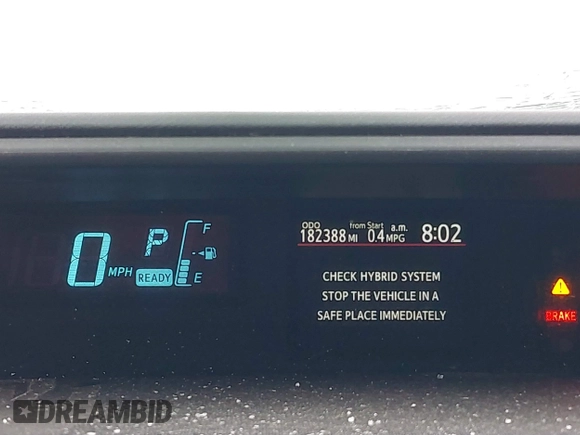 0 MPH
P
READY
F
E
ODO from Start a.m.
182388 MI 0.4 MPG 8:02
CHECK HYBRID SYSTEM
STOP THE VEHICLE IN A
SAFE PLACE IMMEDIATELY
BRAKE
DREAMBID